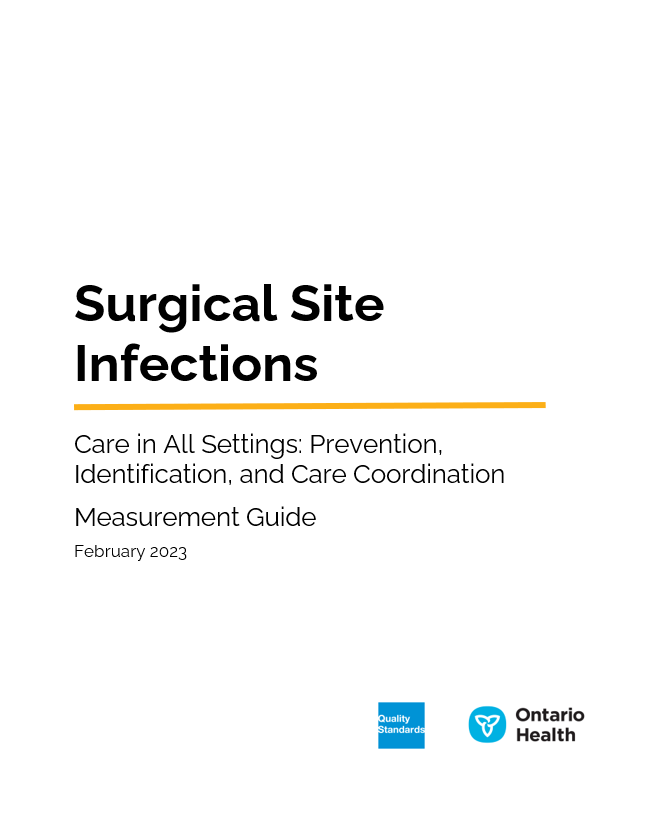 Surgical Site
Infections
Care in All Settings: Prevention,
Identification, and Care Coordination
Measurement Guide
February 2023
Quality
Standards
Ontario
Health